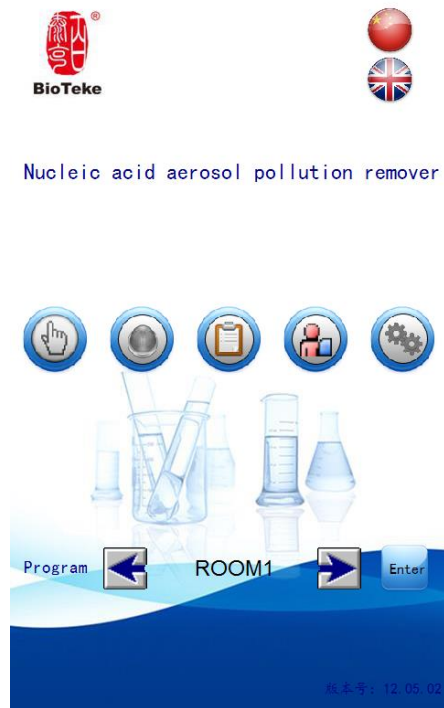 BioTeke
Nucleic acid aerosol pollution remover
Program
ROOM1
Enter
版本号: 12.05.02